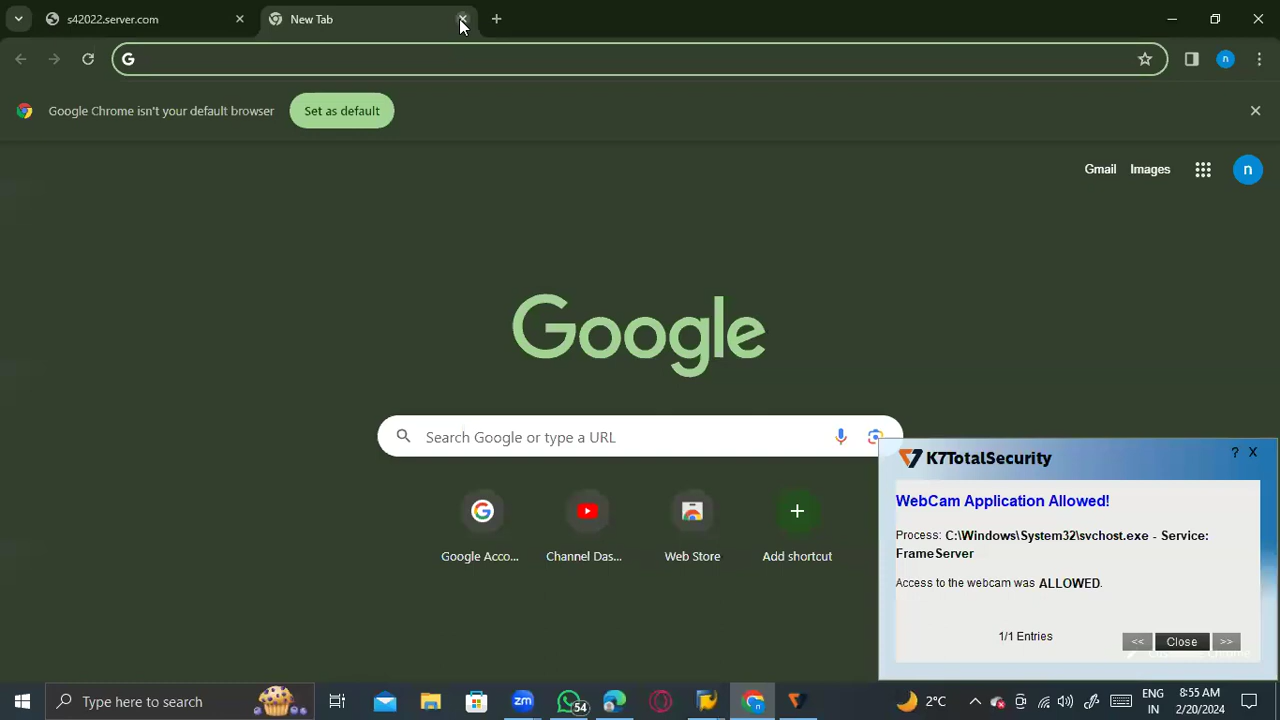 s42022.server.com
New Tab
Google Chrome isn't your default browser
Set as default
Gmail
Images
n
Google
Search Google or type a URL
Google Acco...
Channel Das...
Web Store
Add shortcut
K7TotalSecurity
? X
WebCam Application Allowed!
Process: C:\Windows\System32\svchost.exe - Service:
FrameServer
Access to the webcam was ALLOWED.
1/1 Entries
<< Close >>
Type here to search
zm
54
2°C
ENG
IN
8:55 AM
2/20/2024